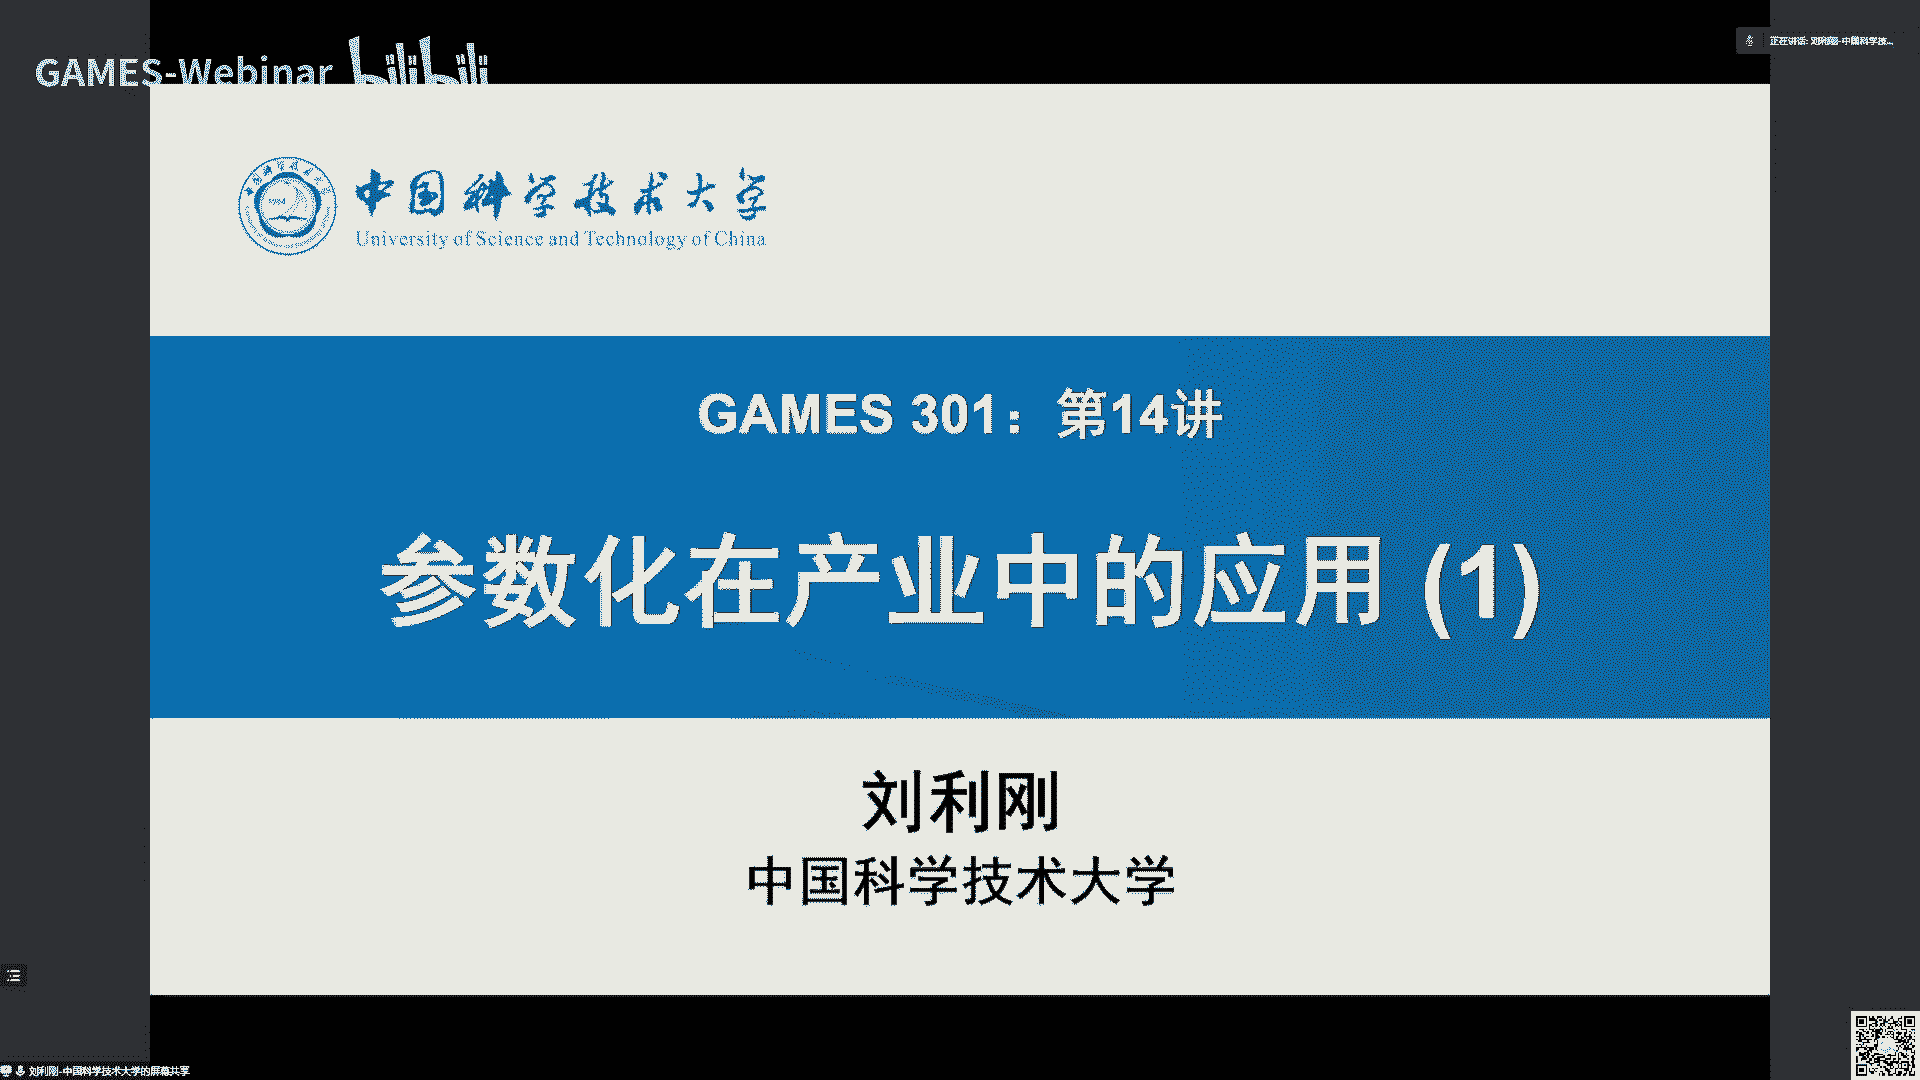 GAMES-Webinar bilibili
正在讲话: 刘利刚-中国科学技...
中国科学技术大学
University of Science and Technology of China
GAMES 301：第14讲
参数化在产业中的应用 (1)
刘利刚
中国科学技术大学
刘利刚-中国科学技术大学的屏幕共享